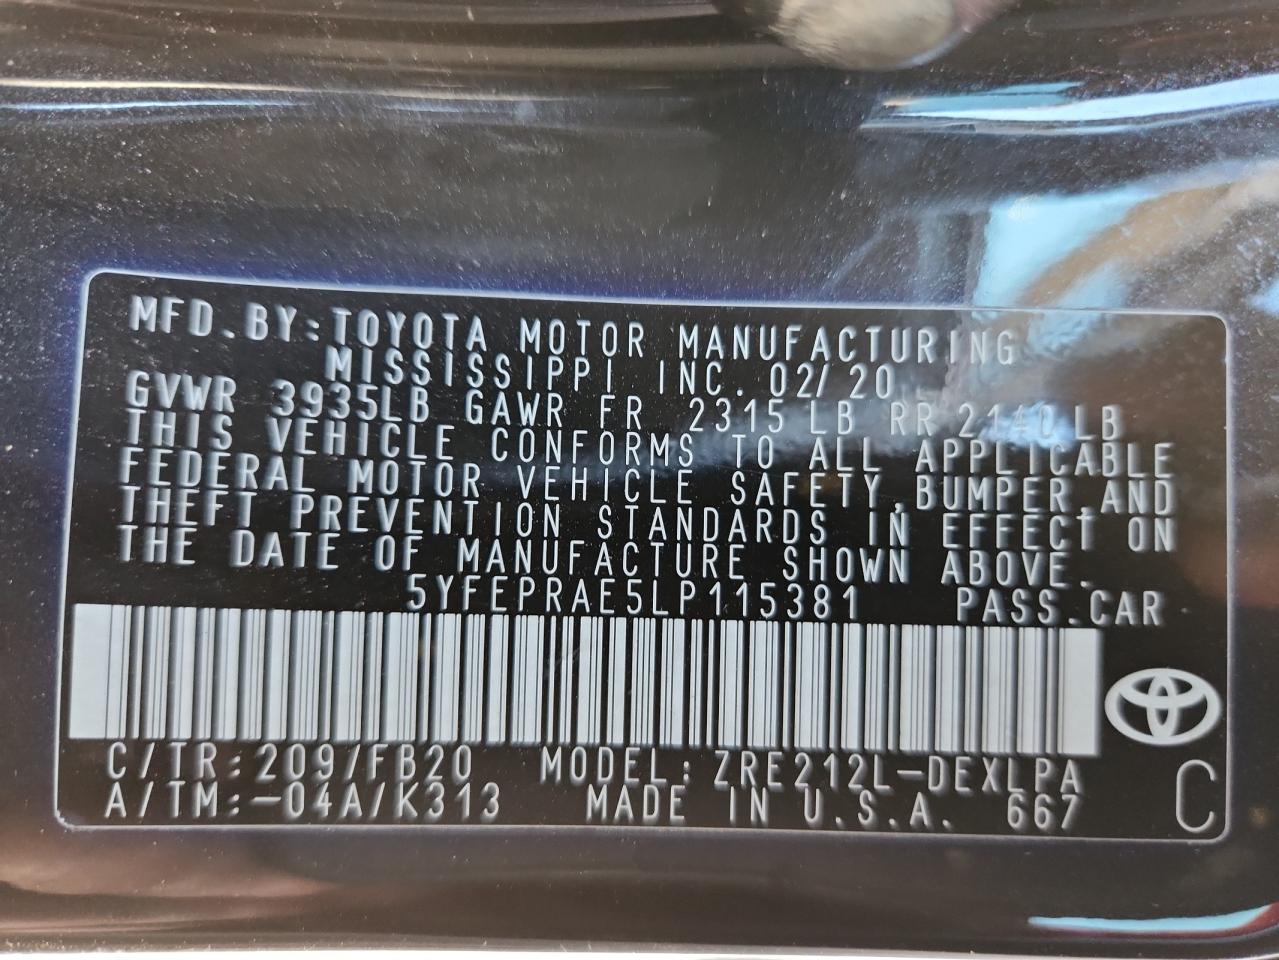 MFD.BY:TOYOTA MOTOR MANUFACTURING
MISSISSIPPI INC. 02/20
GVWR 3935LB GAWR FR 2315 LB RR 2140 LB
THIS VEHICLE CONFORMS TO ALL APPLICABLE
FEDERAL MOTOR VEHICLE SAFETY,BUMPER,AND
THEFT PREVENTION STANDARDS IN EFFECT ON
THE DATE OF MANUFACTURE SHOWN ABOVE.
5YFEPRAE5LP115381 PASS.CAR
C/TR:209/FB20 MODEL:ZRE212L-DEXLPA
A/TM:-04A/K313 MADE IN U.S.A. 667
C